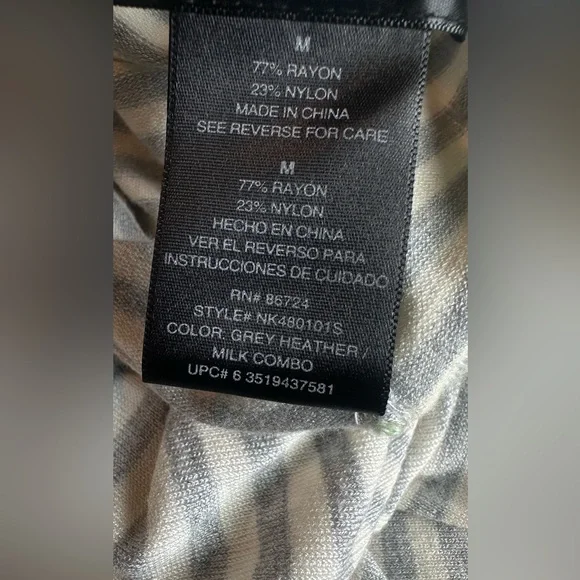 M
77% RAYON
23% NYLON
MADE IN CHINA
SEE REVERSE FOR CARE
M
77% RAYON
23% NYLON
HECHO EN CHINA
VER EL REVERSO PARA
INSTRUCCIONES DE CUIDADO
RN# 86724
STYLE# NK480101S
COLOR. GREY HEATHER /
MILK COMBO
UPC# 6 3519437581